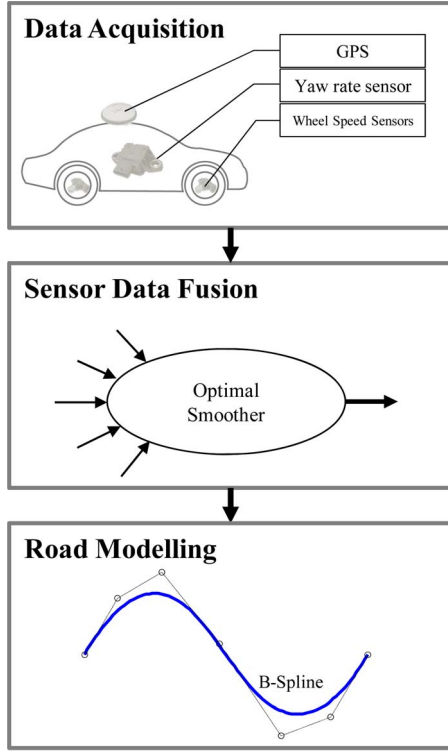 Data Acquisition
GPS
Yaw rate sensor
Wheel Speed Sensors
Sensor Data Fusion
Optimal
Smoother
Road Modelling
B-Spline